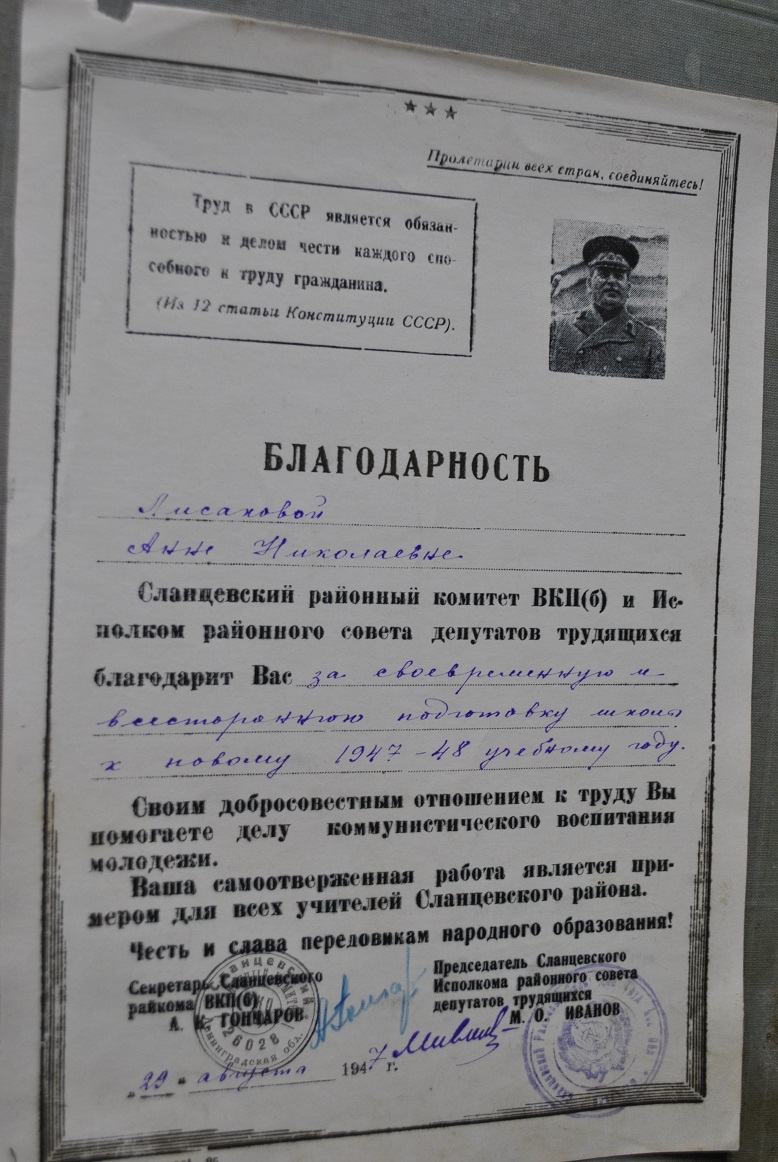 Пролетарии всех стран, соединяйтесь!
Труд в СССР является обязан-
ностью и делом чести каждого спо-
собного к труду гражданина.
(Из 12 статьи Конституции СССР).
БЛАГОДАРНОСТЬ
Лисаковой
Анне Николаевне.
Сланцевский районный комитет ВКП(б) и Ис-
полком районного совета депутатов трудящихся
благодарит Вас за своевременную и
всестороннюю подготовку школы
к новому 1947-48 учебному году.
Своим добросовестным отношением к труду Вы
помогаете делу коммунистического воспитания
молодежи.
Ваша самоотверженная работа является при-
мером для всех учителей Сланцевского района.
Честь и слава передовикам народного образования!
Секретарь Сланцевского
райкома ВКП(б)
А. К. ГОНЧАРОВ
Председатель Сланцевского
Исполкома районного совета
депутатов трудящихся
М. О. ИВАНОВ
Сланцевский
26028
Ленинградская обл.
„29" августа 1947 г.